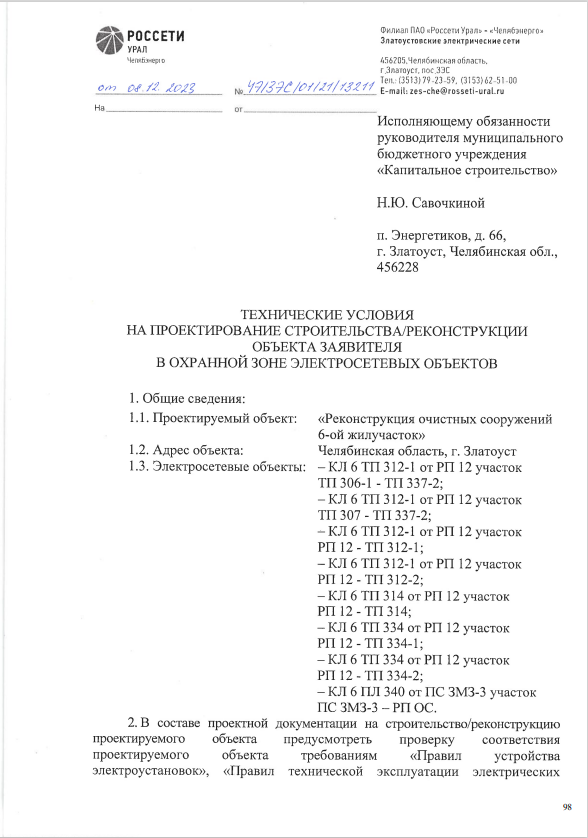 РОССЕТИ
УРАЛ
Челябэнерго
Филиал ПАО «Россети Урал» - «Челябэнерго»
Златоустовские электрические сети
456205,Челябинская область,
г.Златоуст, пос.ЗЭС
Тел.: (3513) 79-23-59, (3153) 62-51-00
E-mail: zes-che@rosseti-ural.ru
от 08.12.2023 №
На от
Исполняющему обязанности
руководителя муниципального
бюджетного учреждения
«Капитальное строительство»
Н.Ю. Савочкиной
п. Энергетиков, д. 66,
г. Златоуст, Челябинская обл.,
456228
ТЕХНИЧЕСКИЕ УСЛОВИЯ
НА ПРОЕКТИРОВАНИЕ СТРОИТЕЛЬСТВА/РЕКОНСТРУКЦИИ
ОБЪЕКТА ЗАЯВИТЕЛЯ
В ОХРАННОЙ ЗОНЕ ЭЛЕКТРОСЕТЕВЫХ ОБЪЕКТОВ
1. Общие сведения:
1.1. Проектируемый объект: «Реконструкция очистных сооружений
6-ой жилучасток»
1.2. Адрес объекта: Челябинская область, г. Златоуст
1.3. Электросетевые объекты: – КЛ 6 ТП 312-1 от РП 12 участок
ТП 306-1 - ТП 337-2;
– КЛ 6 ТП 312-1 от РП 12 участок
ТП 307 - ТП 337-2;
– КЛ 6 ТП 312-1 от РП 12 участок
РП 12 - ТП 312-1;
– КЛ 6 ТП 312-1 от РП 12 участок
РП 12 - ТП 312-2;
– КЛ 6 ТП 314 от РП 12 участок
РП 12 - ТП 314;
– КЛ 6 ТП 334 от РП 12 участок
РП 12 - ТП 334-1;
– КЛ 6 ТП 334 от РП 12 участок
РП 12 - ТП 334-2;
– КЛ 6 ПЛ 340 от ПС ЗМЗ-3 участок
ПС ЗМЗ-3 – РП ОС.
2. В составе проектной документации на строительство/реконструкцию
проектируемого объекта предусмотреть проверку соответствия
проектируемого объекта требованиям «Правил устройства
электроустановок», «Правил технической эксплуатации электрических
98